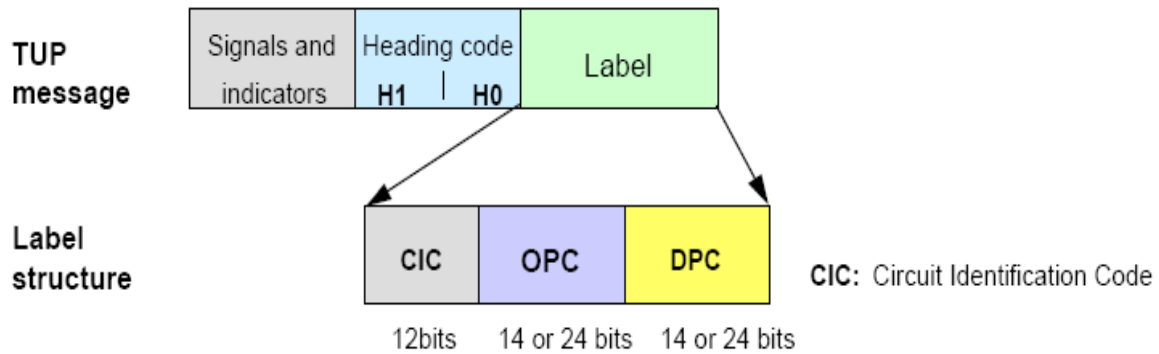 TUP message
Signals and indicators
Heading code
H1 | H0
Label
Label structure
CIC
OPC
DPC
CIC: Circuit Identification Code
12bits
14 or 24 bits
14 or 24 bits